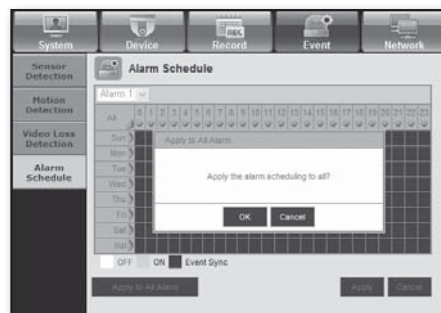 System Device Record Event Network
REC
Sensor
Detection
Motion
Detection
Video Loss
Detection
Alarm
Schedule
Alarm Schedule
Alarm 1
All 0 1 2 3 4 5 6 7 8 9 10 11 12 13 14 15 16 17 18 19 20 21 22 23
Sun
Mon
Tue
Wed
Thu
Fri
Sat
Hol
Apply to All Alarm
Apply the alarm scheduling to all?
OK Cancel
OFF ON Event Sync
Apply to All Alarm Apply Cancel